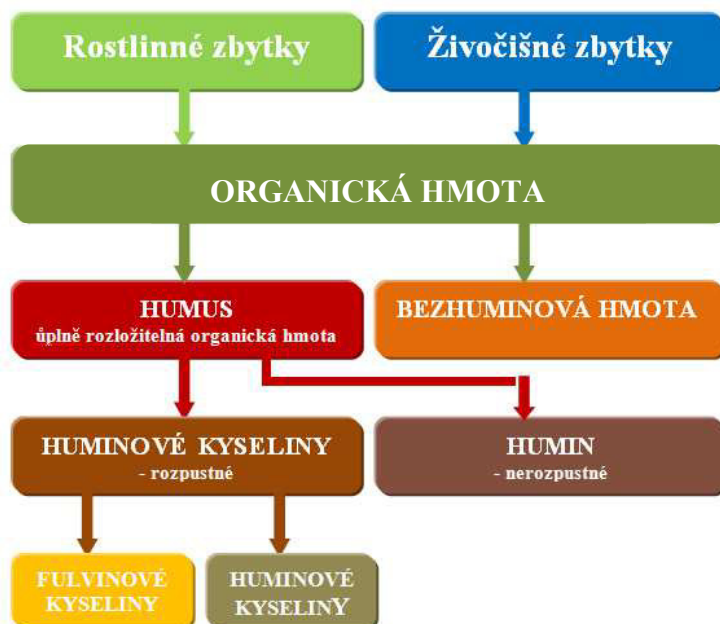 Rostlinné zbytky
Živočišné zbytky
ORGANICKÁ HMOTA
HUMUS
ůplně rozložitelná organická hmota
BEZHUMINOVÁ HMOTA
HUMINOVÉ KYSELINY
- rozpustné
HUMIN
- nerozpustné
FULVINOVÉ
KYSELINY
HUMINOVÉ
KYSELINY